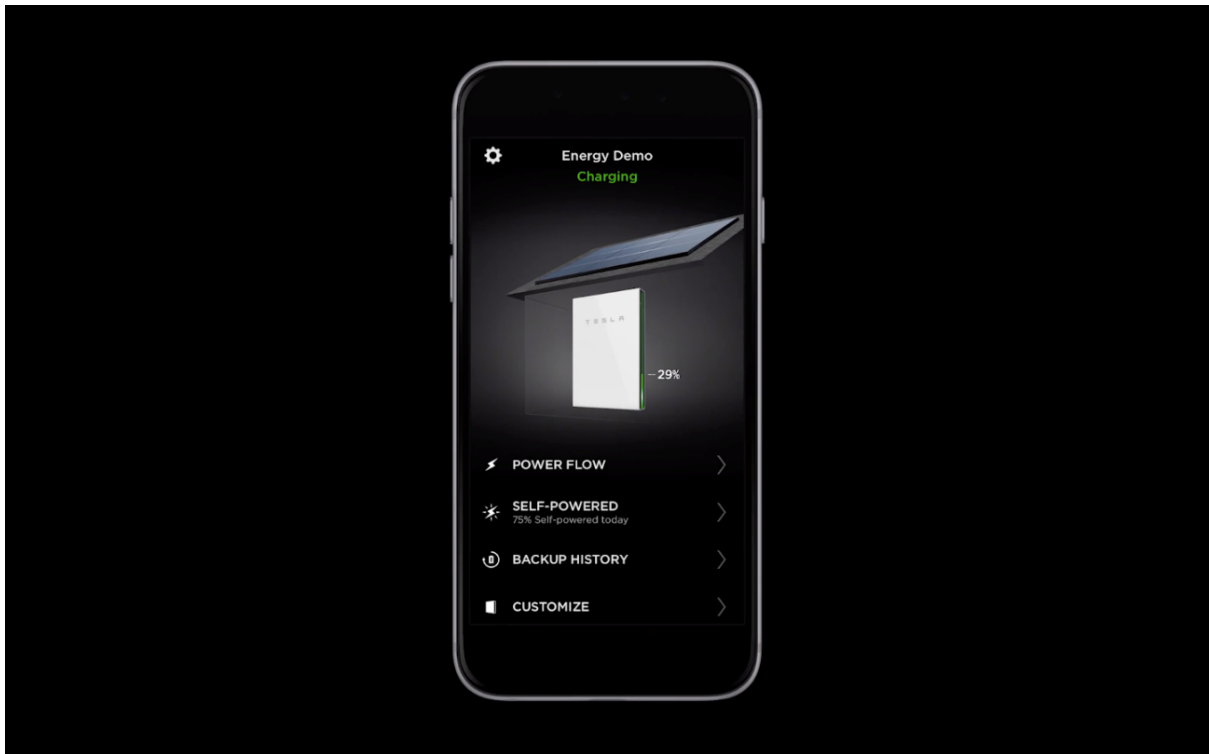 Energy Demo
Charging
TESLA
29%
POWER FLOW
SELF-POWERED
75% Self-powered today
BACKUP HISTORY
CUSTOMIZE